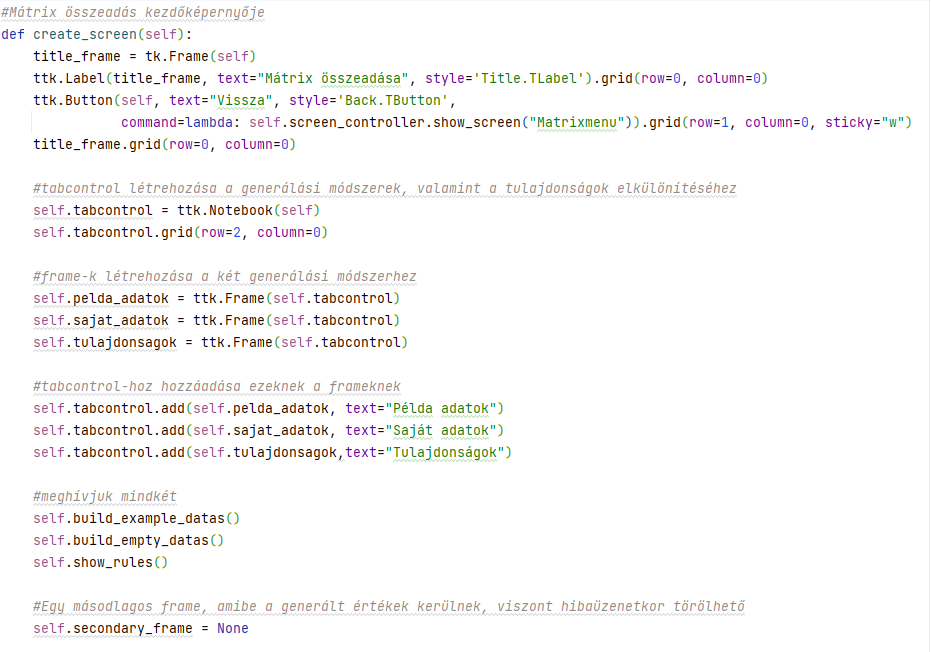 #Mátrix összeadás kezdőképernyője
def create_screen(self):
    title_frame = tk.Frame(self)
    ttk.Label(title_frame, text="Mátrix összeadása", style='Title.TLabel').grid(row=0, column=0)
    ttk.Button(self, text="Vissza", style='Back.TButton',
               command=lambda: self.screen_controller.show_screen("Matrixmenu")).grid(row=1, column=0, sticky="w")
    title_frame.grid(row=0, column=0)

    #tabcontrol létrehozása a generálási módszerek, valamint a tulajdonságok elkülönítéséhez
    self.tabcontrol = ttk.Notebook(self)
    self.tabcontrol.grid(row=2, column=0)

    #frame-k létrehozása a két generálási módszerhez
    self.pelda_adatok = ttk.Frame(self.tabcontrol)
    self.sajat_adatok = ttk.Frame(self.tabcontrol)
    self.tulajdonsagok = ttk.Frame(self.tabcontrol)

    #tabcontrol-hoz hozzáadása ezeknek a frameknek
    self.tabcontrol.add(self.pelda_adatok, text="Példa adatok")
    self.tabcontrol.add(self.sajat_adatok, text="Saját adatok")
    self.tabcontrol.add(self.tulajdonsagok,text="Tulajdonságok")

    #meghívjuk mindkét
    self.build_example_datas()
    self.build_empty_datas()
    self.show_rules()

    #Egy másodlagos frame, amibe a generált értékek kerülnek, viszont hibaüzenetkor törölhető
    self.secondary_frame = None